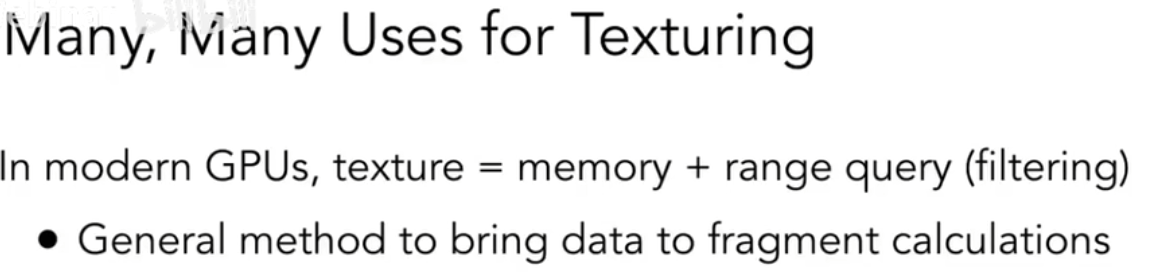 Many, Many Uses for Texturing
In modern GPUs, texture = memory + range query (filtering)
● General method to bring data to fragment calculations